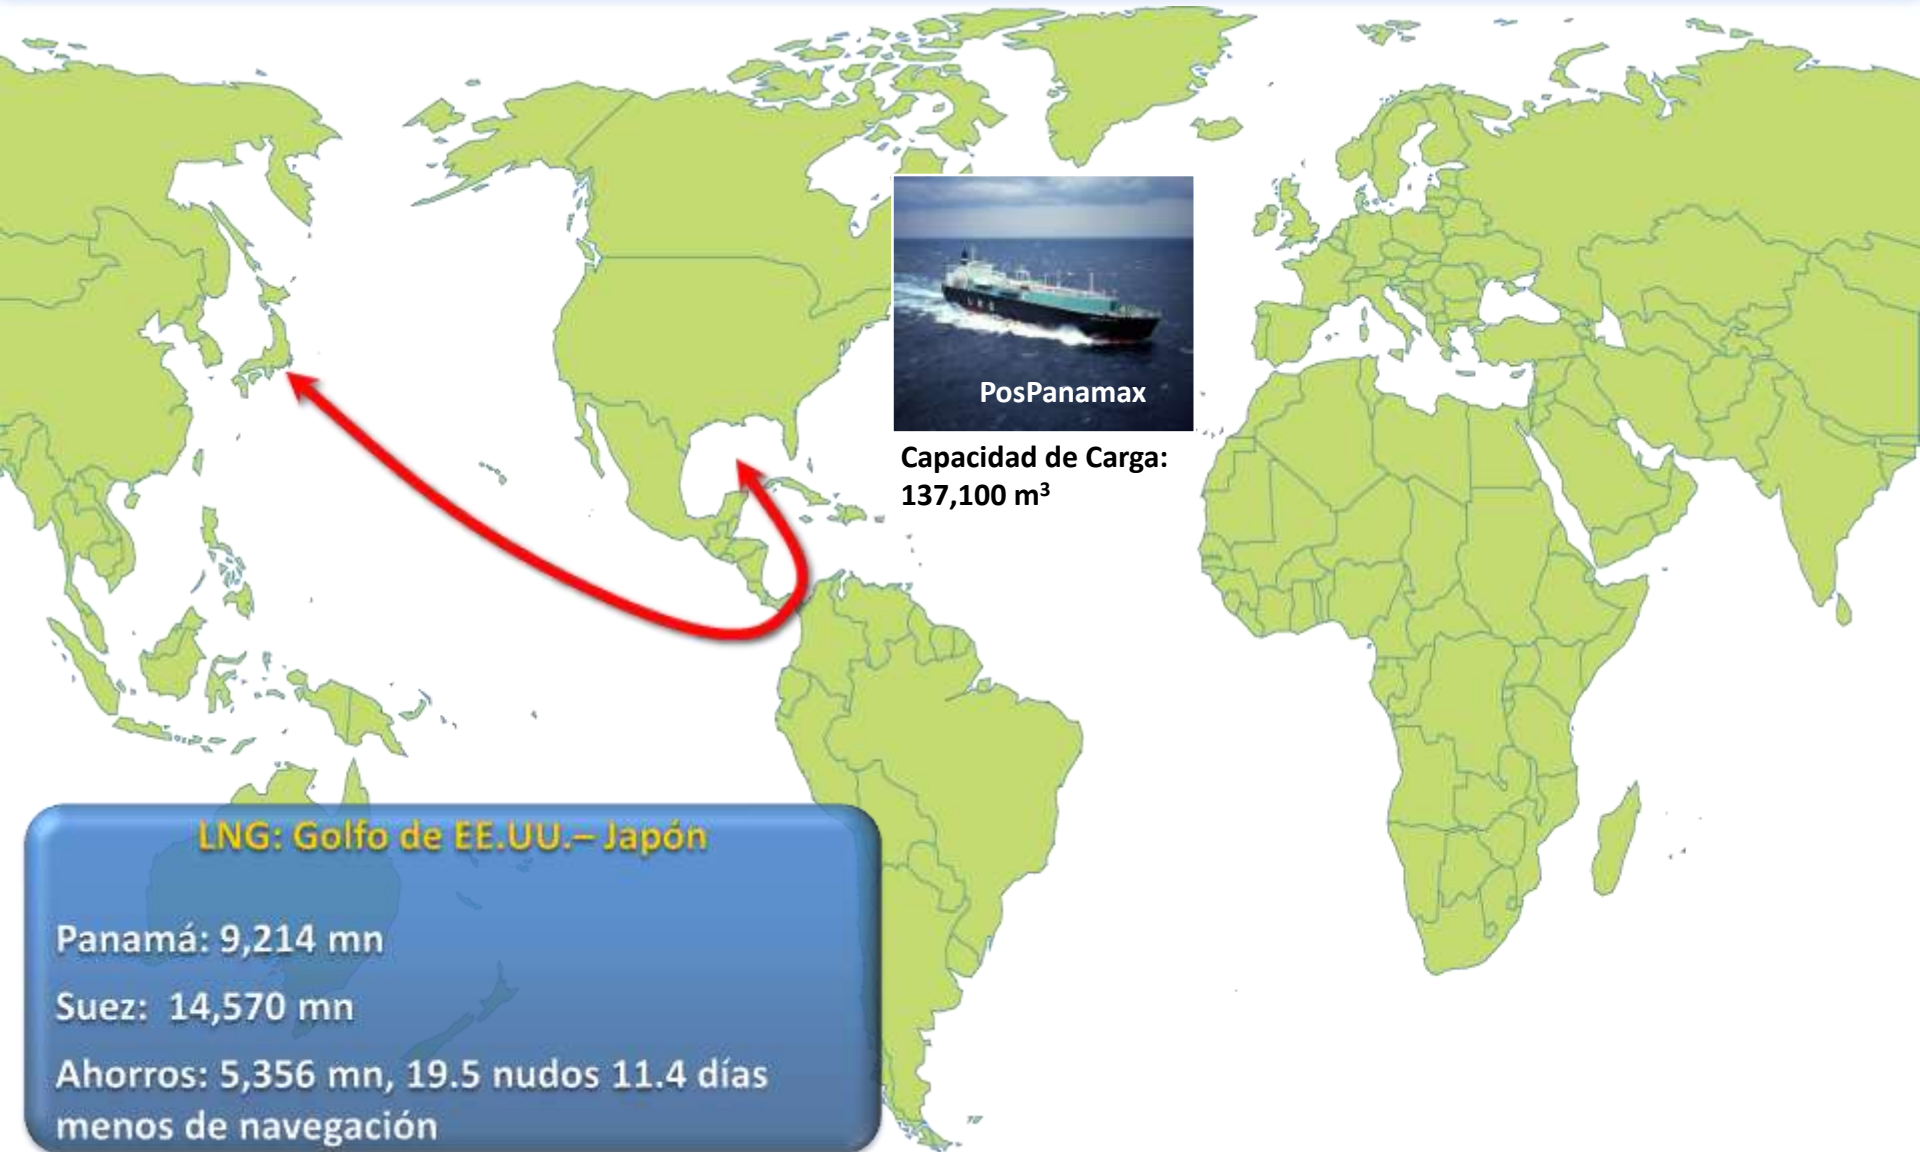 PosPanamax
Capacidad de Carga:
137,100 m³
LNG: Golfo de EE.UU.– Japón
Panamá: 9,214 mn
Suez:  14,570 mn
Ahorros: 5,356 mn, 19.5 nudos 11.4 días
menos de navegación